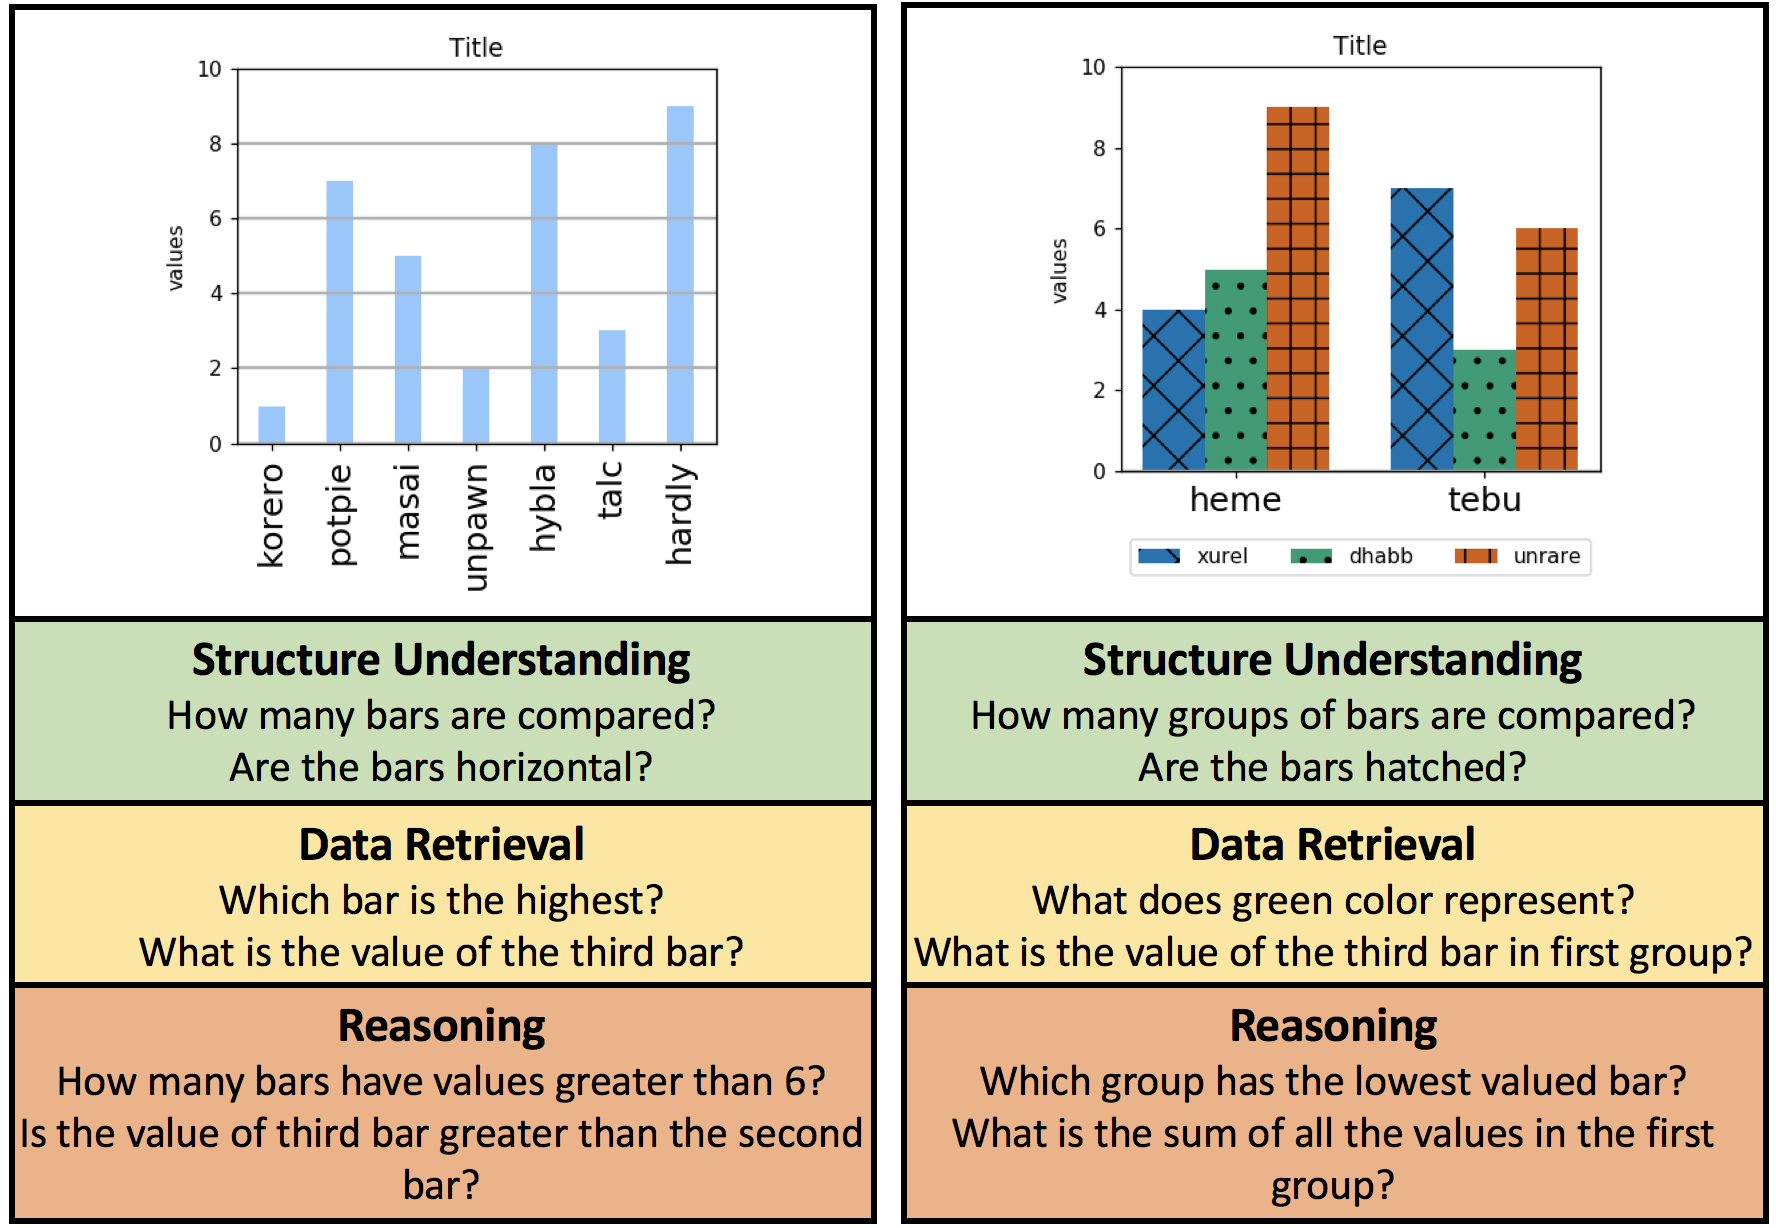 Title
10
8
6
4
2
0
values
korero
potpie
masai
unpawn
hybla
talc
hardly
Structure Understanding
How many bars are compared?
Are the bars horizontal?
Data Retrieval
Which bar is the highest?
What is the value of the third bar?
Reasoning
How many bars have values greater than 6?
Is the value of third bar greater than the second
bar?
Title
10
8
6
4
2
0
values
heme
tebu
xurel dhabb unrare
Structure Understanding
How many groups of bars are compared?
Are the bars hatched?
Data Retrieval
What does green color represent?
What is the value of the third bar in first group?
Reasoning
Which group has the lowest valued bar?
What is the sum of all the values in the first
group?